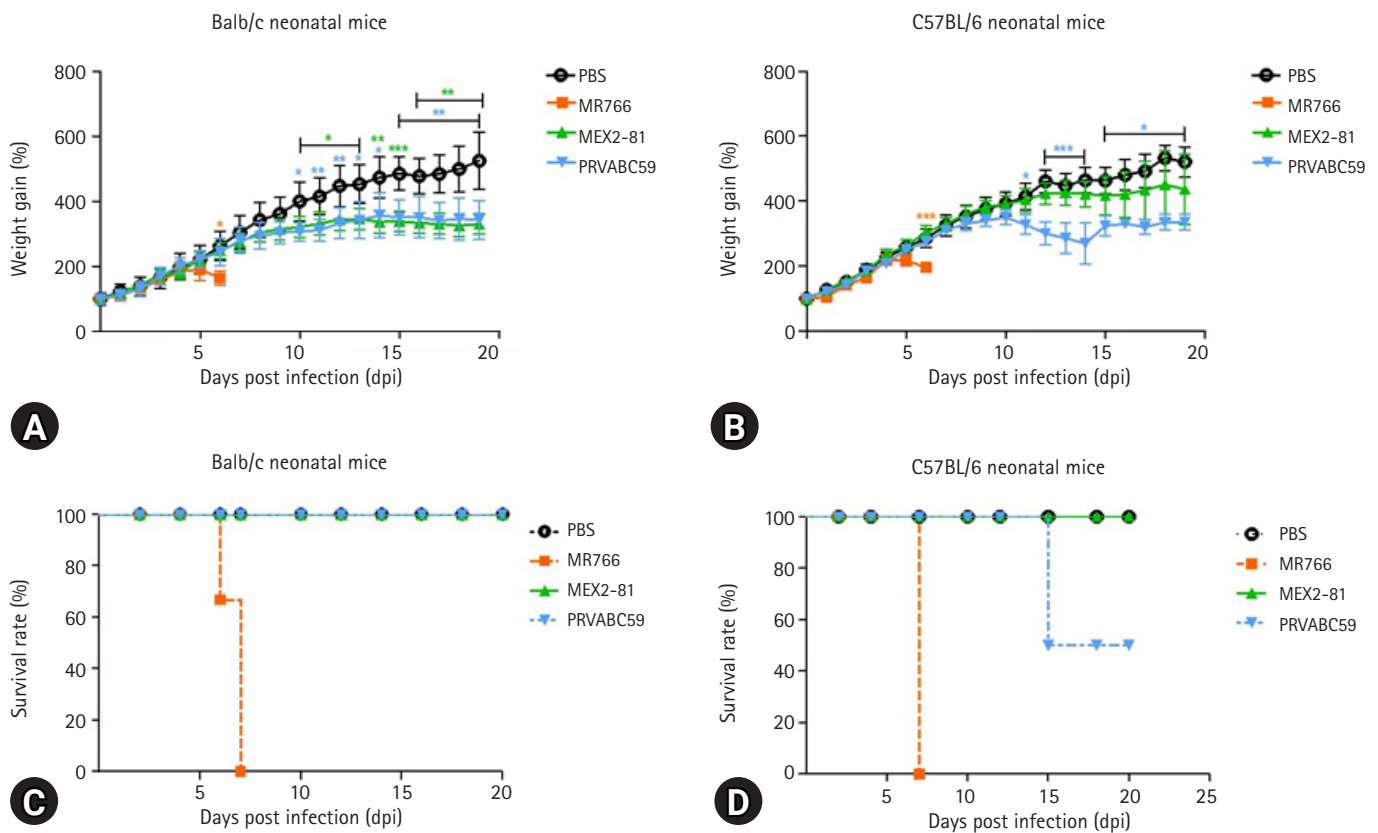 Balb/c neonatal mice
Weight gain (%)
800
600
400
200
0
5
10
15
20
Days post infection (dpi)
*
*
**
**
*
*
**
*
***
**
**
PBS
MR766
MEX2-81
PRVABC59
A
C57BL/6 neonatal mice
Weight gain (%)
800
600
400
200
0
5
10
15
20
Days post infection (dpi)
***
*
***
*
PBS
MR766
MEX2-81
PRVABC59
B
Balb/c neonatal mice
Survival rate (%)
100
80
60
40
20
0
5
10
15
20
Days post infection (dpi)
PBS
MR766
MEX2-81
PRVABC59
C
C57BL/6 neonatal mice
Survival rate (%)
100
80
60
40
20
0
5
10
15
20
25
Days post infection (dpi)
PBS
MR766
MEX2-81
PRVABC59
D